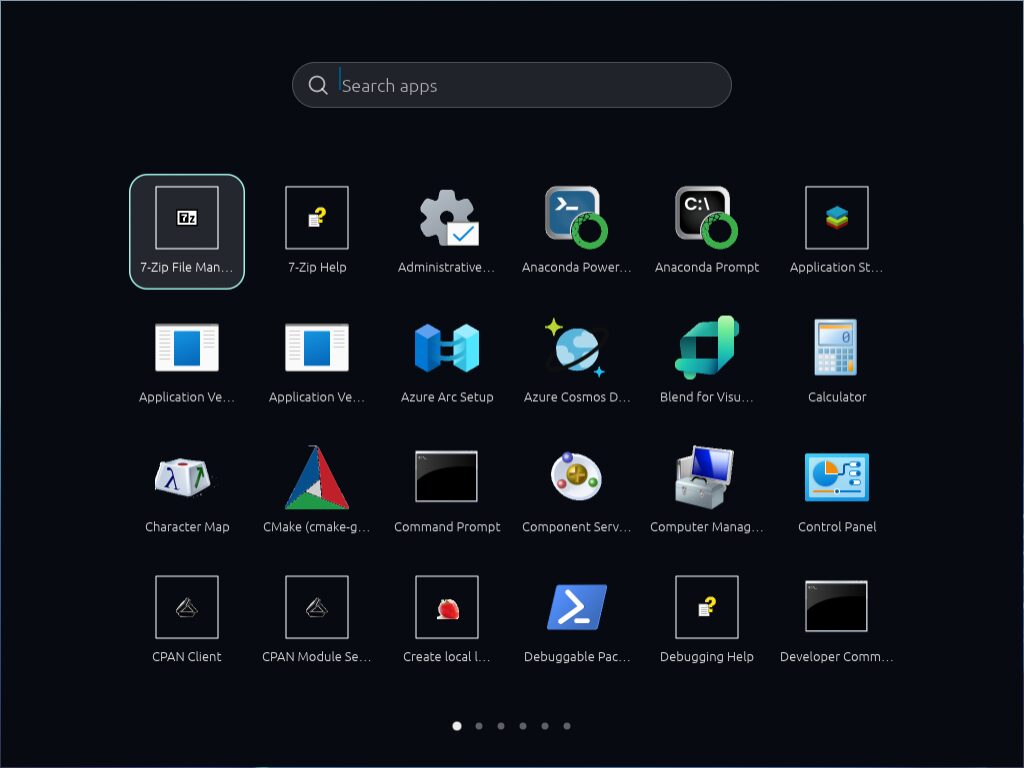 Search apps
7z
7-Zip File Man...
7-Zip Help
Administrative...
Anaconda Power...
C:\
Anaconda Prompt
Application St...
Application Ve...
Application Ve...
Azure Arc Setup
Azure Cosmos D...
Blend for Visu...
0
Calculator
λ
Character Map
CMake (cmake-g...
Command Prompt
Component Serv...
Computer Manag...
Control Panel
CPAN Client
CPAN Module Se...
Create local l...
Debuggable Pac...
Debugging Help
Developer Comm...